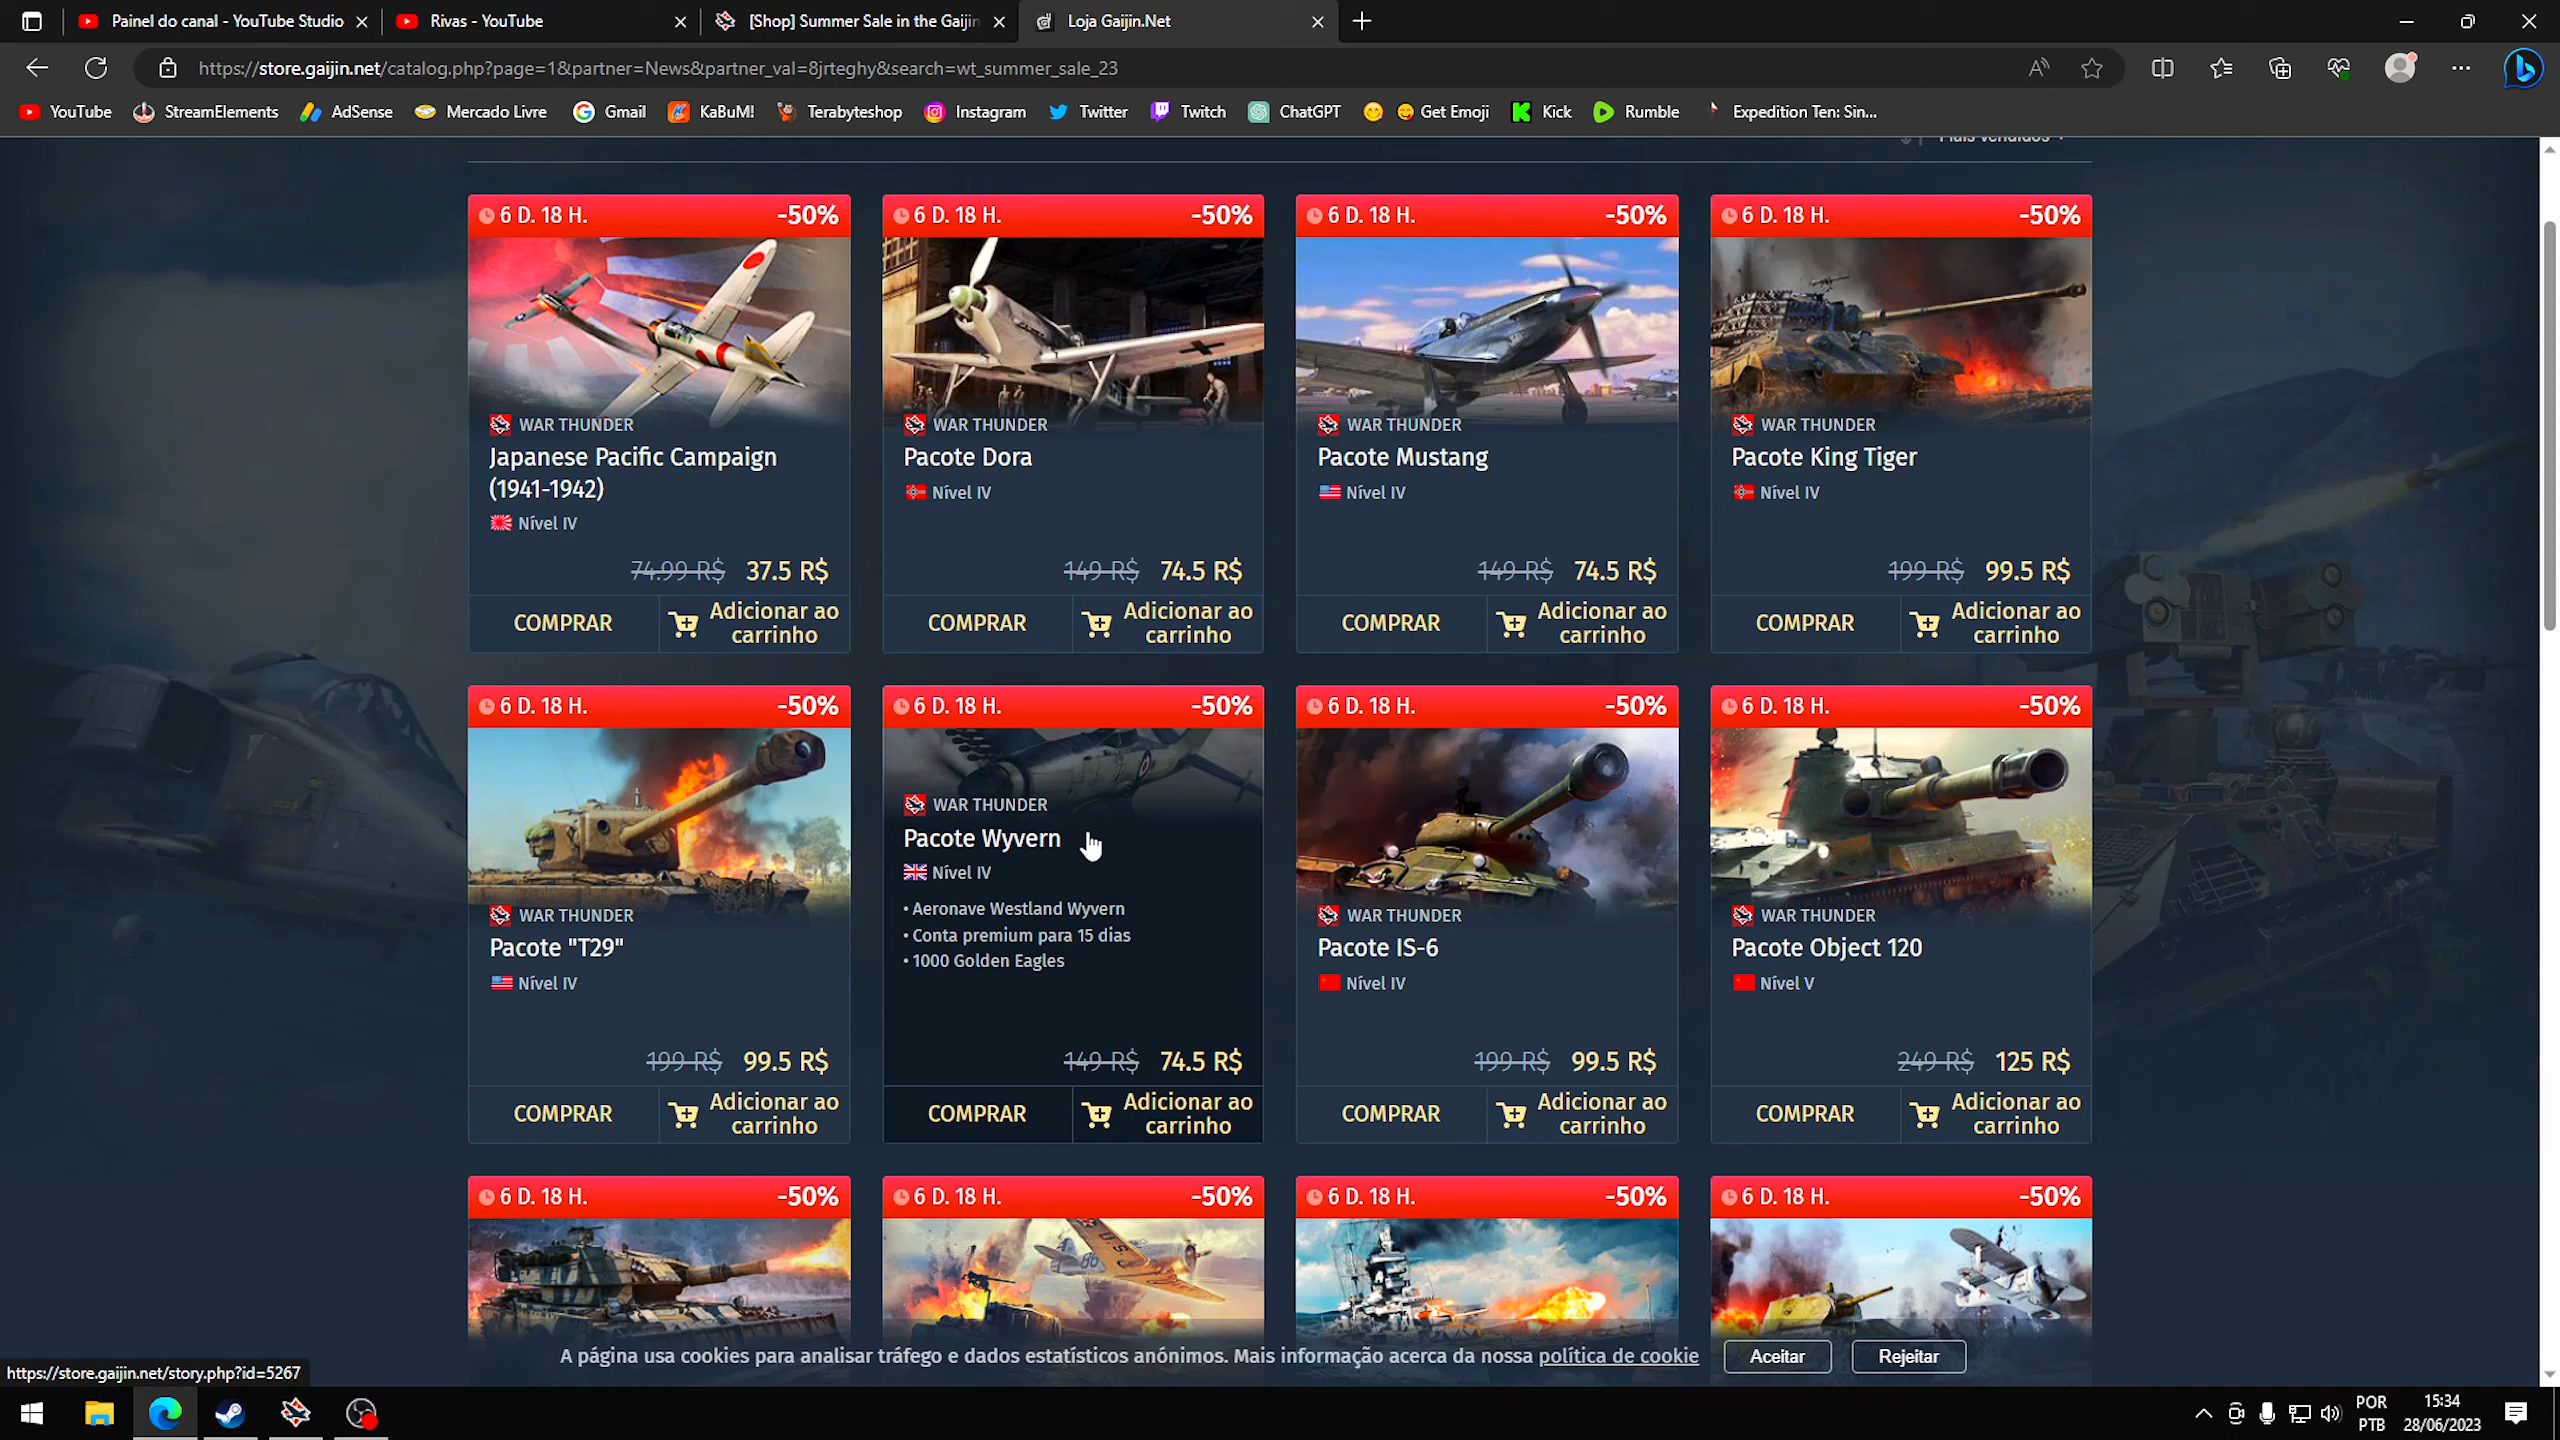 Painel do canal - YouTube Studio
Rivas - YouTube
[Shop] Summer Sale in the Gaijin
Loja Gaijin.Net
https://store.gaijin.net/catalog.php?page=1&partner=News&partner_val=8jrteghy&search=wt_summer_sale_23
YouTube
StreamElements
AdSense
Mercado Livre
Gmail
KaBuM!
Terabyteshop
Instagram
Twitter
Twitch
ChatGPT
Get Emoji
Kick
Rumble
Expedition Ten: Sin...
Mais vendidos
6 D. 18 H. -50%
WAR THUNDER
Japanese Pacific Campaign
(1941-1942)
Nível IV
74.99 R$ 37.5 R$
COMPRAR
Adicionar ao
carrinho
6 D. 18 H. -50%
WAR THUNDER
Pacote Dora
Nível IV
149 R$ 74.5 R$
COMPRAR
Adicionar ao
carrinho
6 D. 18 H. -50%
WAR THUNDER
Pacote Mustang
Nível IV
149 R$ 74.5 R$
COMPRAR
Adicionar ao
carrinho
6 D. 18 H. -50%
WAR THUNDER
Pacote King Tiger
Nível IV
199 R$ 99.5 R$
COMPRAR
Adicionar ao
carrinho
6 D. 18 H. -50%
WAR THUNDER
Pacote "T29"
Nível IV
199 R$ 99.5 R$
COMPRAR
Adicionar ao
carrinho
6 D. 18 H. -50%
WAR THUNDER
Pacote Wyvern
Nível IV
• Aeronave Westland Wyvern
• Conta premium para 15 dias
• 1000 Golden Eagles
149 R$ 74.5 R$
COMPRAR
Adicionar ao
carrinho
6 D. 18 H. -50%
WAR THUNDER
Pacote IS-6
Nível IV
199 R$ 99.5 R$
COMPRAR
Adicionar ao
carrinho
6 D. 18 H. -50%
WAR THUNDER
Pacote Object 120
Nível V
249 R$ 125 R$
COMPRAR
Adicionar ao
carrinho
6 D. 18 H. -50%
6 D. 18 H. -50%
6 D. 18 H. -50%
6 D. 18 H. -50%
A página usa cookies para analisar tráfego e dados estatísticos anónimos. Mais informação acerca da nossa política de cookie
Aceitar
Rejeitar
https://store.gaijin.net/story.php?id=5267
POR
PTB
15:34
28/06/2023